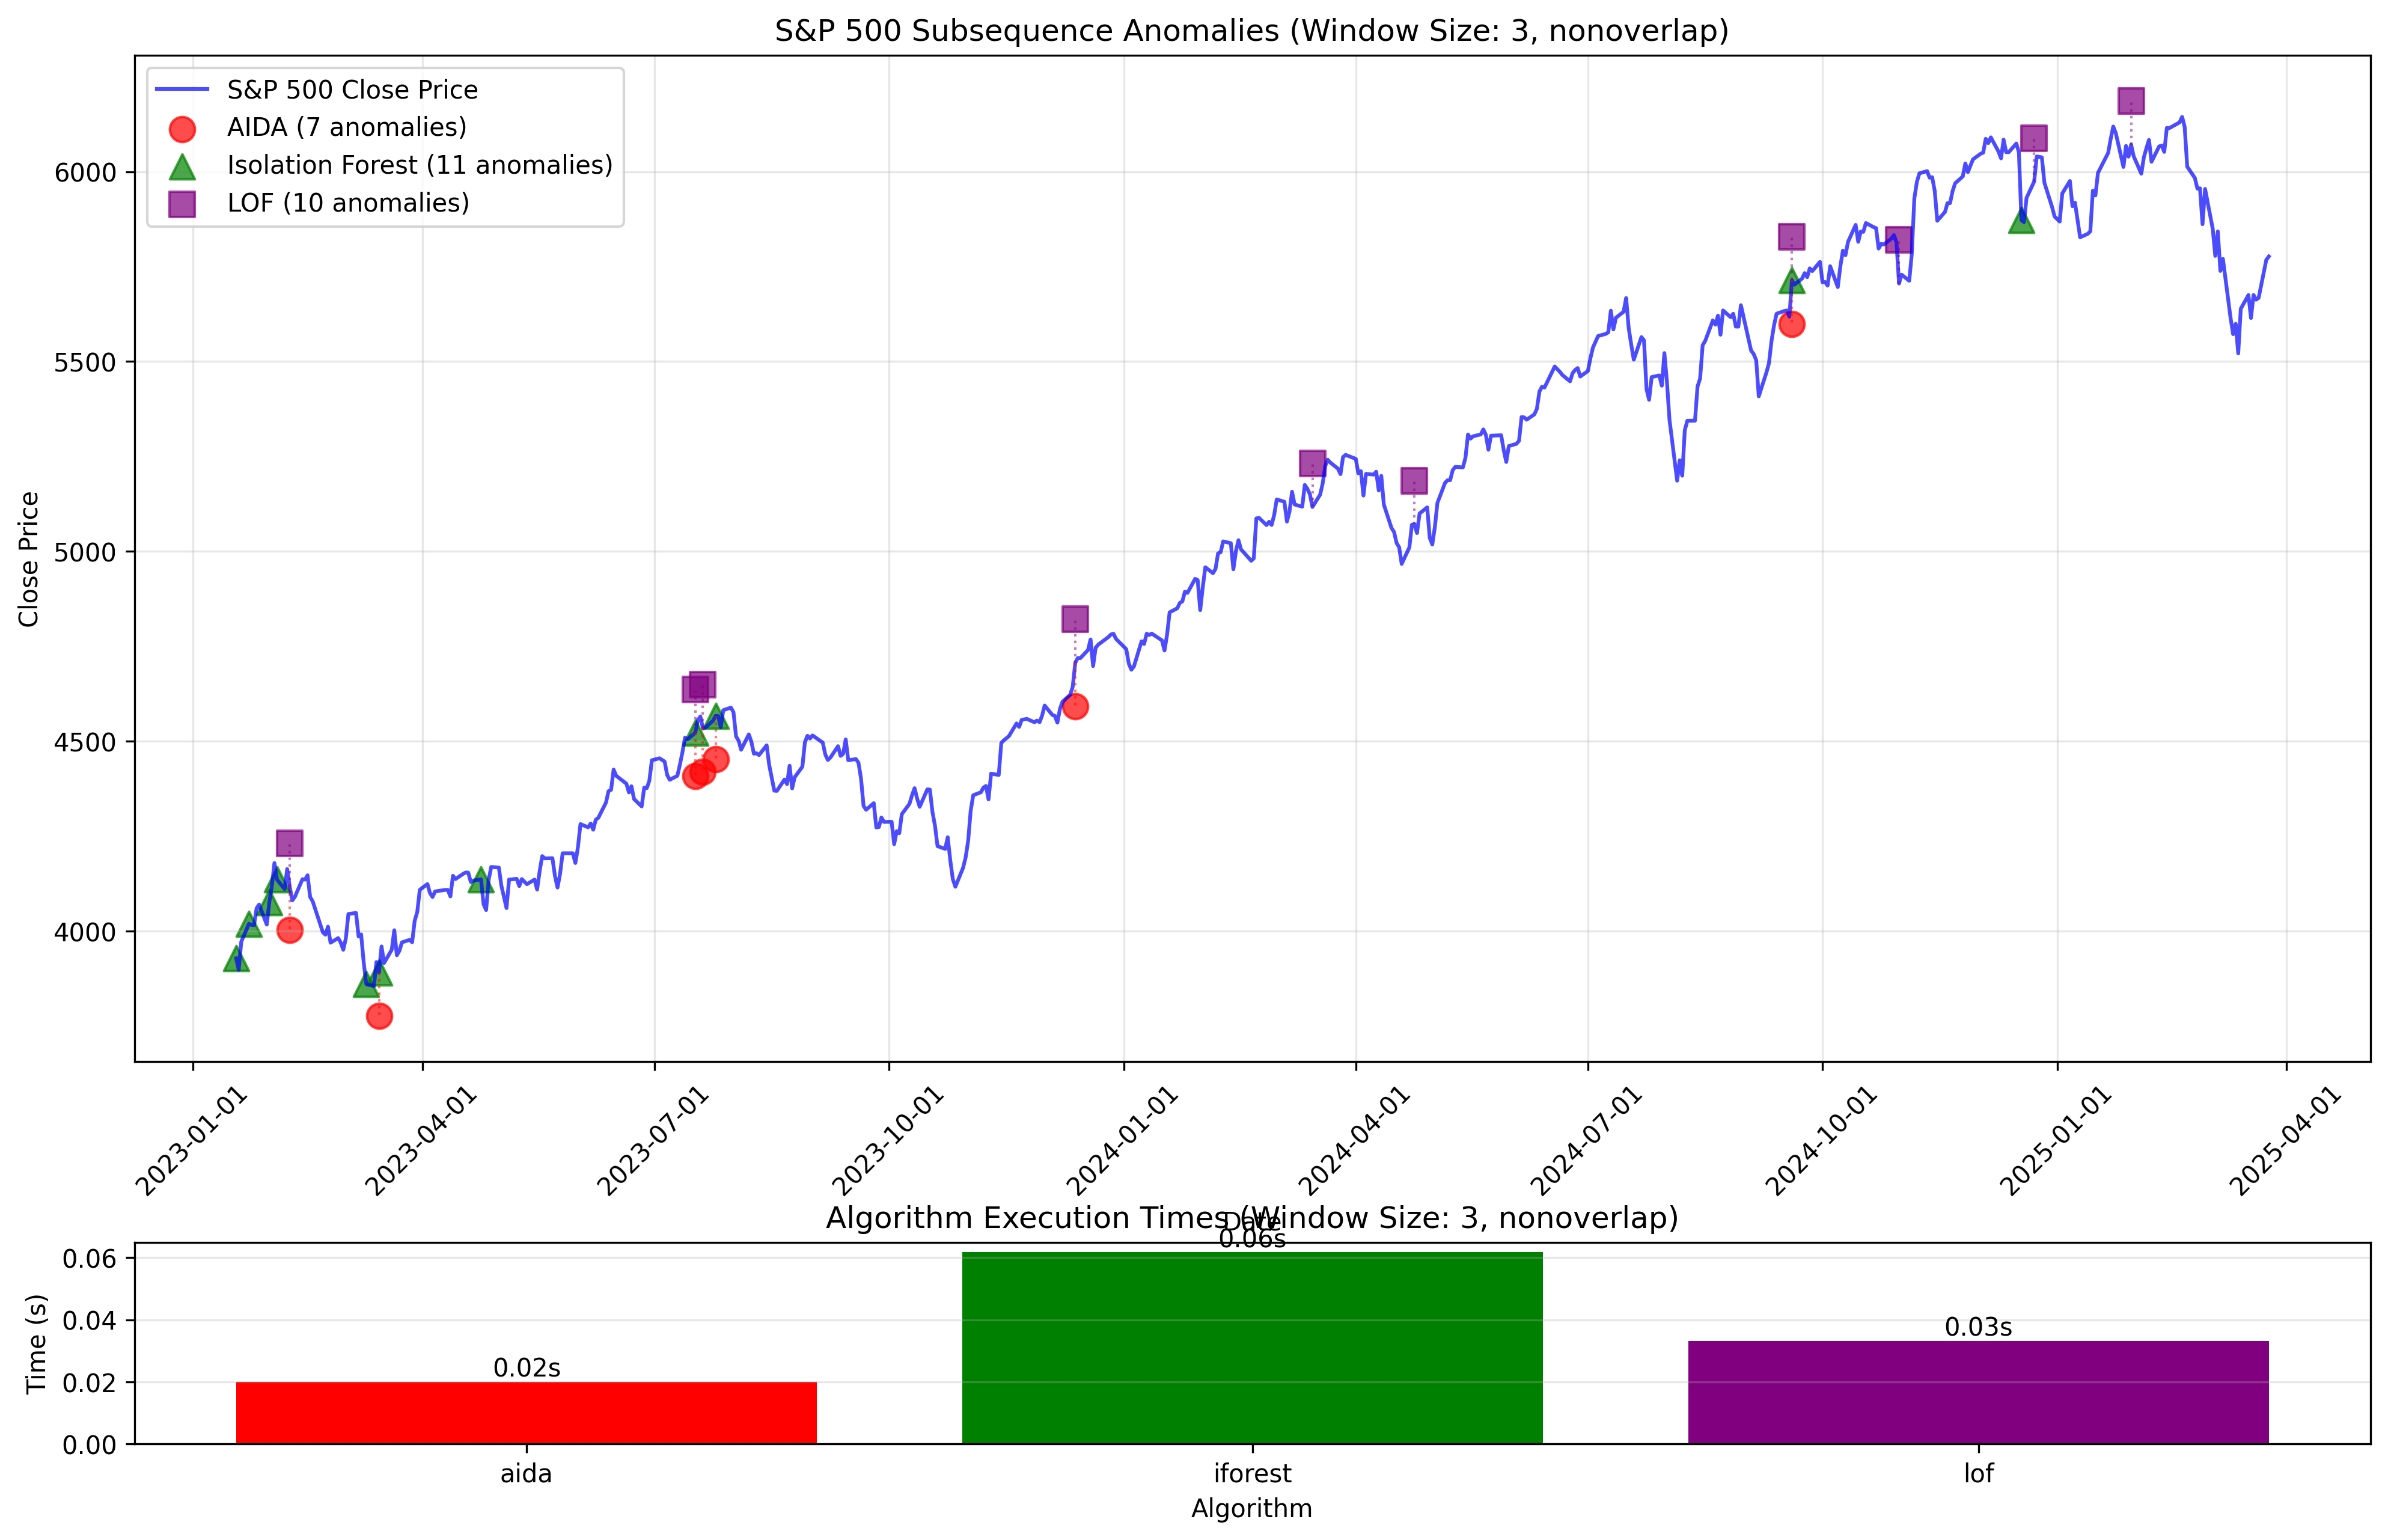 S&P 500 Subsequence Anomalies (Window Size: 3, nonoverlap)
S&P 500 Close Price
AIDA (7 anomalies)
Isolation Forest (11 anomalies)
LOF (10 anomalies)
Close Price
6000
5500
5000
4500
4000
2023-01-01
2023-04-01
2023-07-01
2023-10-01
2024-01-01
2024-04-01
2024-07-01
2024-10-01
2025-01-01
2025-04-01
Date
Algorithm Execution Times (Window Size: 3, nonoverlap)
Time (s)
0.06
0.04
0.02
0.00
0.02s
0.06s
0.03s
aida
iforest
lof
Algorithm